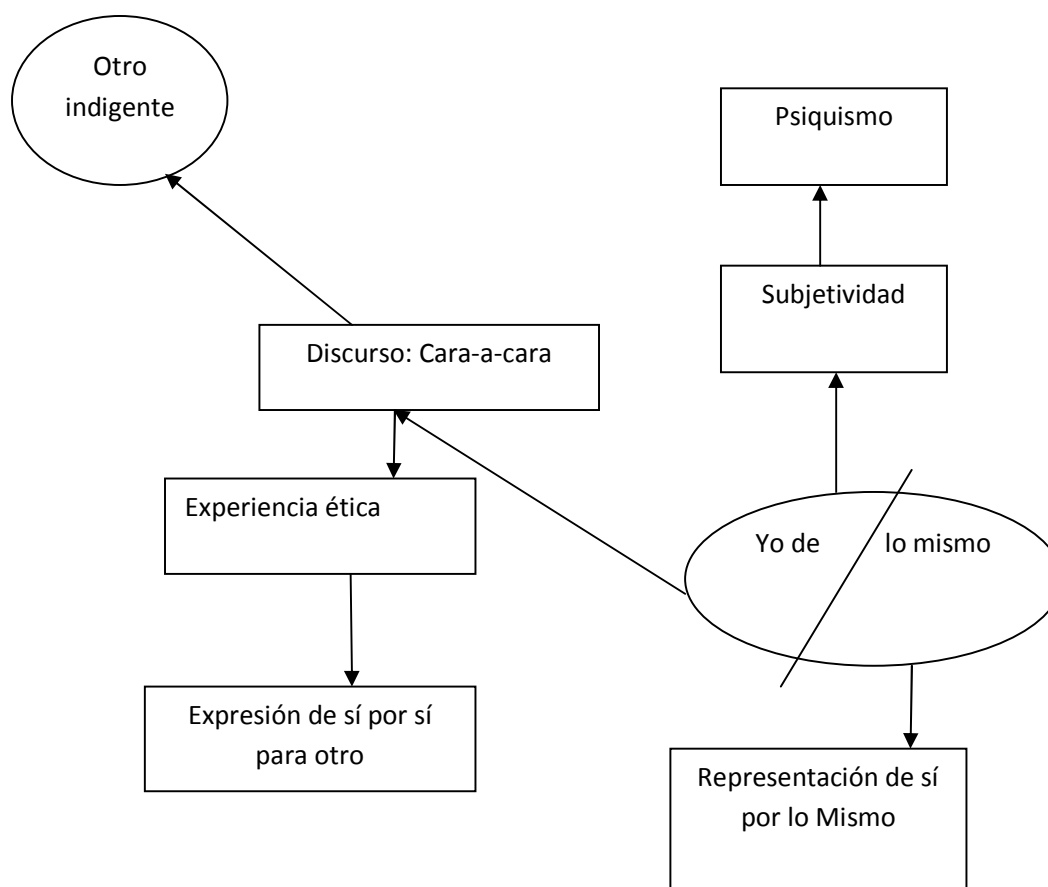 Otro
indigente
Psiquismo
Subjetividad
Discurso: Cara-a-cara
Experiencia ética
Yo de lo mismo
Expresión de sí por sí
para otro
Representación de sí
por lo Mismo